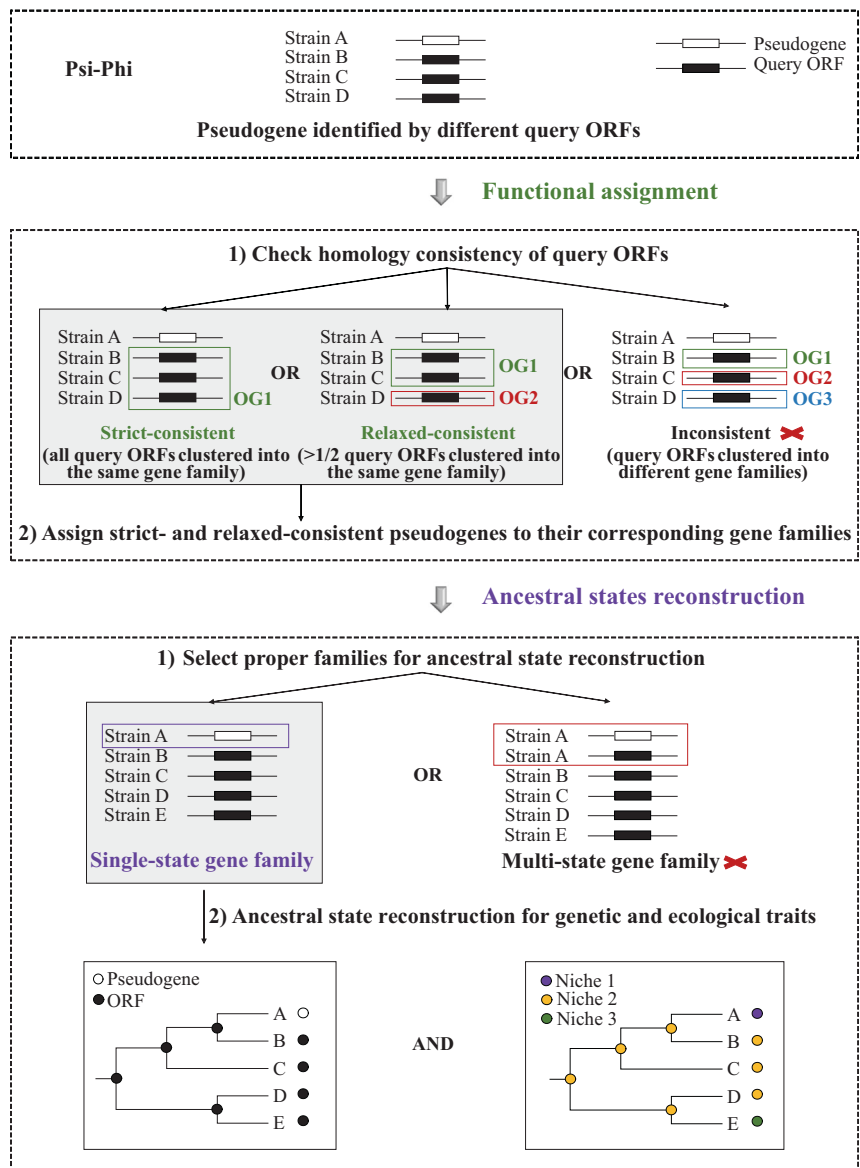 Psi-Phi
Strain A
Strain B
Strain C
Strain D
Pseudogene
Query ORF
Pseudogene identified by different query ORFs
Functional assignment
1) Check homology consistency of query ORFs
Strain A
Strain B
Strain C
Strain D
OG1
Strict-consistent
(all query ORFs clustered into
the same gene family)
OR
Strain A
Strain B
Strain C
Strain D
OG1
OG2
Relaxed-consistent
(>1/2 query ORFs clustered into
the same gene family)
OR
Strain A
Strain B
Strain C
Strain D
OG1
OG2
OG3
Inconsistent
(query ORFs clustered into
different gene families)
2) Assign strict- and relaxed-consistent pseudogenes to their corresponding gene families
Ancestral states reconstruction
1) Select proper families for ancestral state reconstruction
Strain A
Strain B
Strain C
Strain D
Strain E
Single-state gene family
OR
Strain A
Strain A
Strain B
Strain C
Strain D
Strain E
Multi-state gene family
2) Ancestral state reconstruction for genetic and ecological traits
Pseudogene
ORF
A
B
C
D
E
AND
Niche 1
Niche 2
Niche 3
A
B
C
D
E